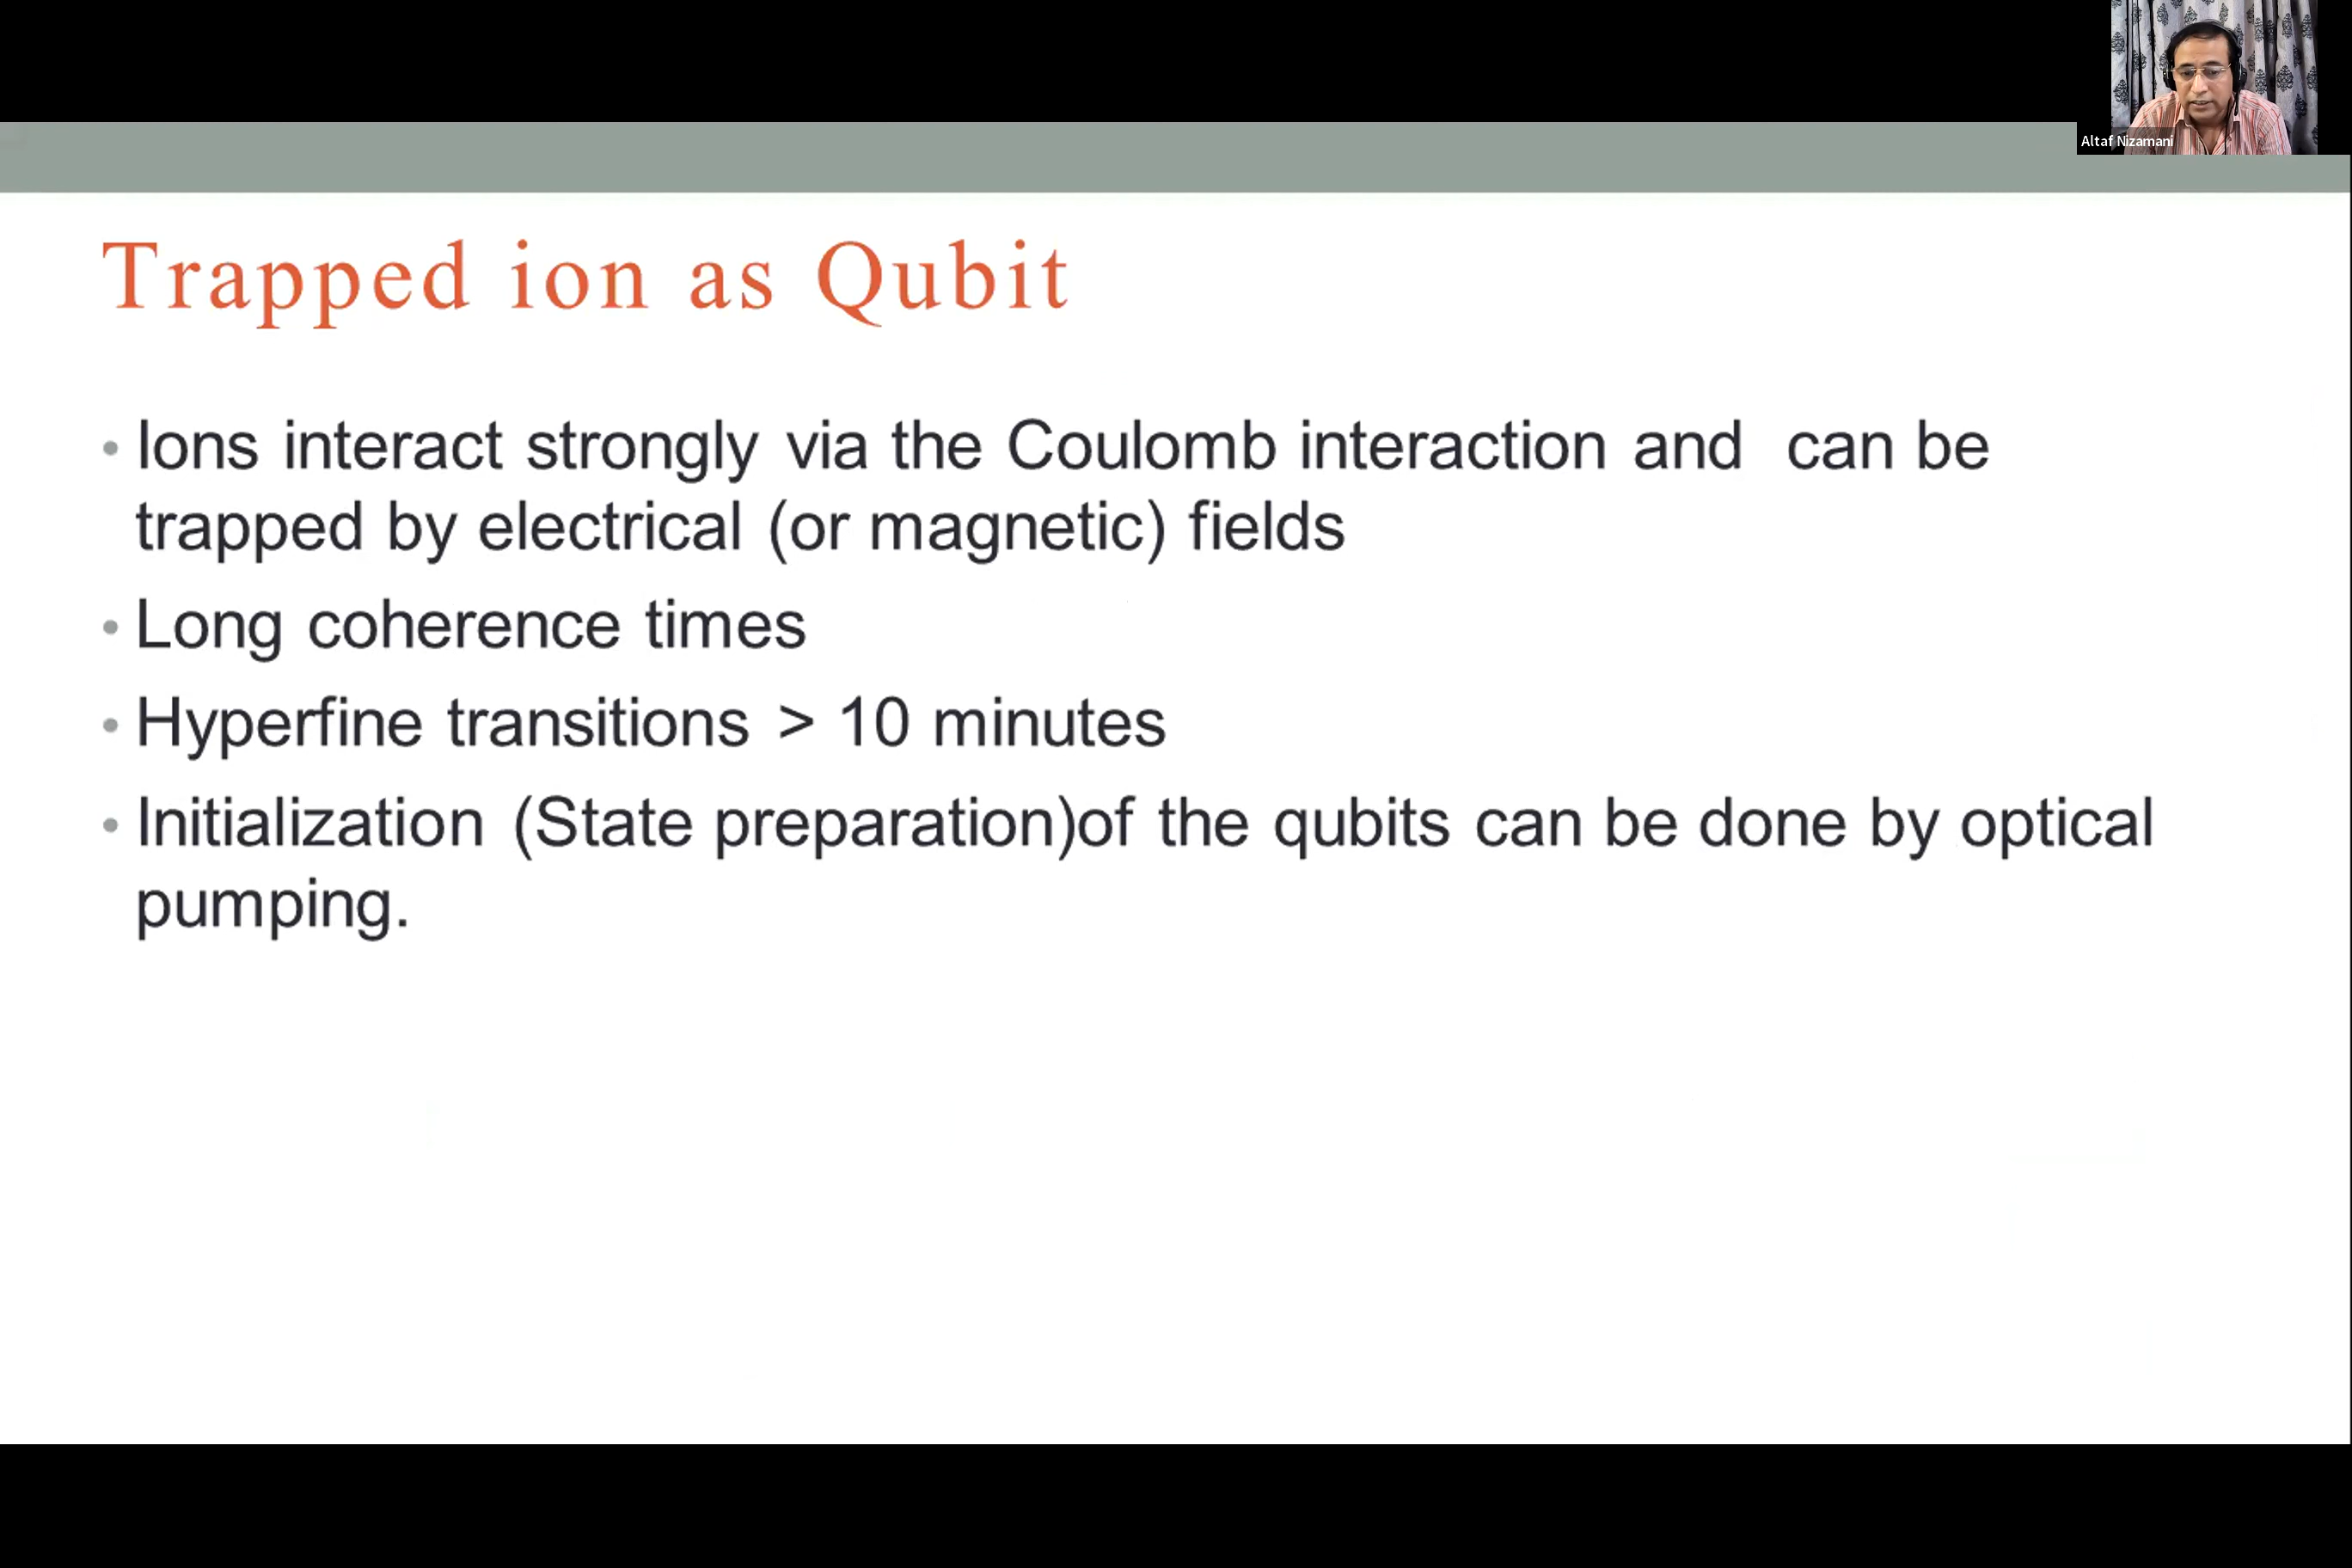 Altaf Nizamani
Trapped ion as Qubit
• Ions interact strongly via the Coulomb interaction and can be
trapped by electrical (or magnetic) fields
• Long coherence times
• Hyperfine transitions > 10 minutes
• Initialization (State preparation)of the qubits can be done by optical
pumping.